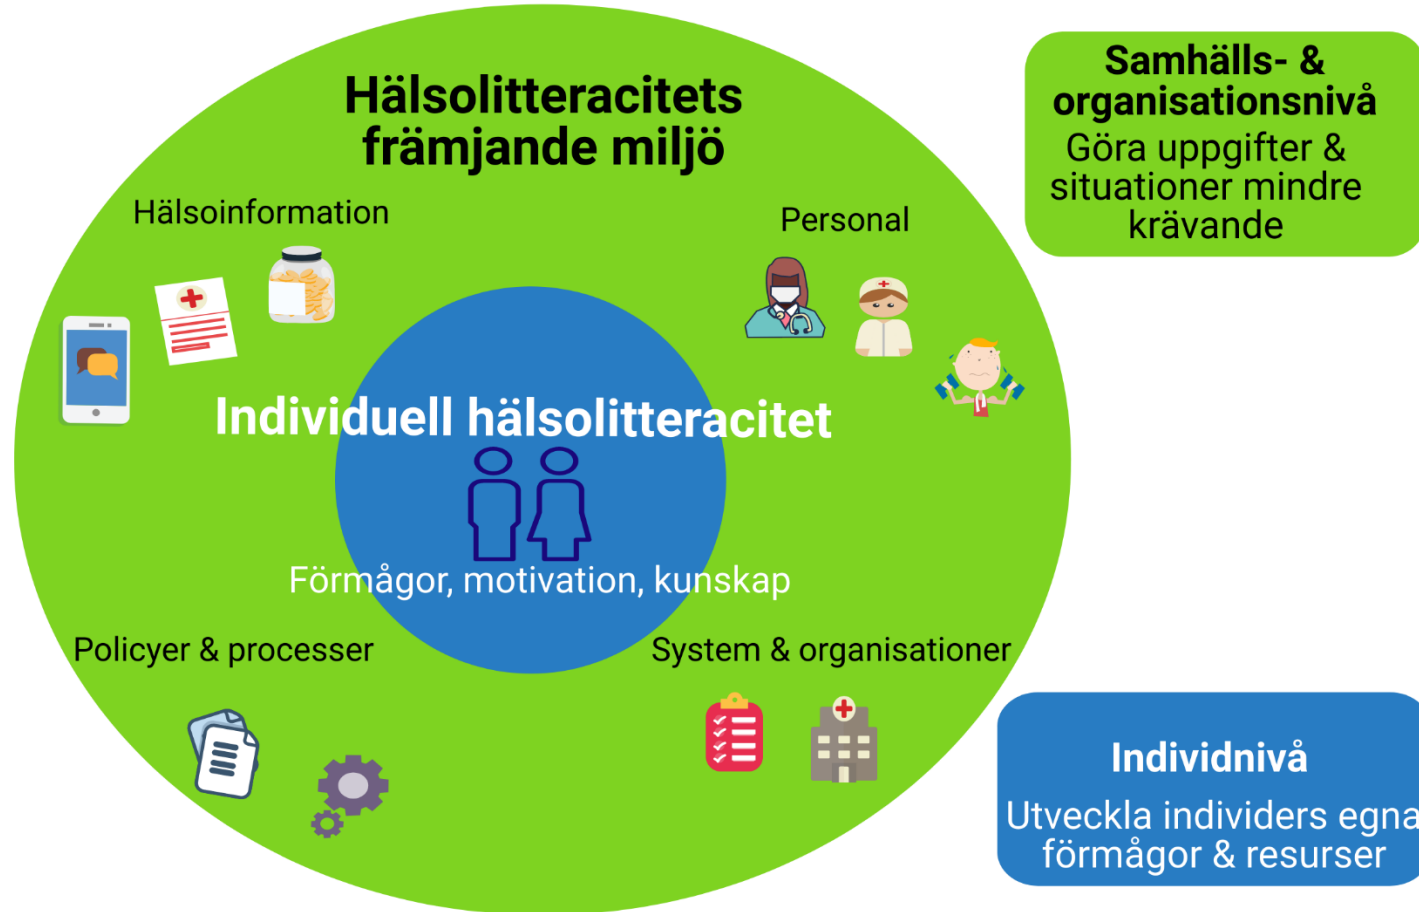 Hälsolitteracitets
främjande miljö
Hälsoinformation
Personal
Individuell hälsolitteracitet
Förmågor, motivation, kunskap
Policyer & processer
System & organisationer
Samhälls- &
organisationsnivå
Göra uppgifter &
situationer mindre
krävande
Individnivå
Utveckla individers egna
förmågor & resurser